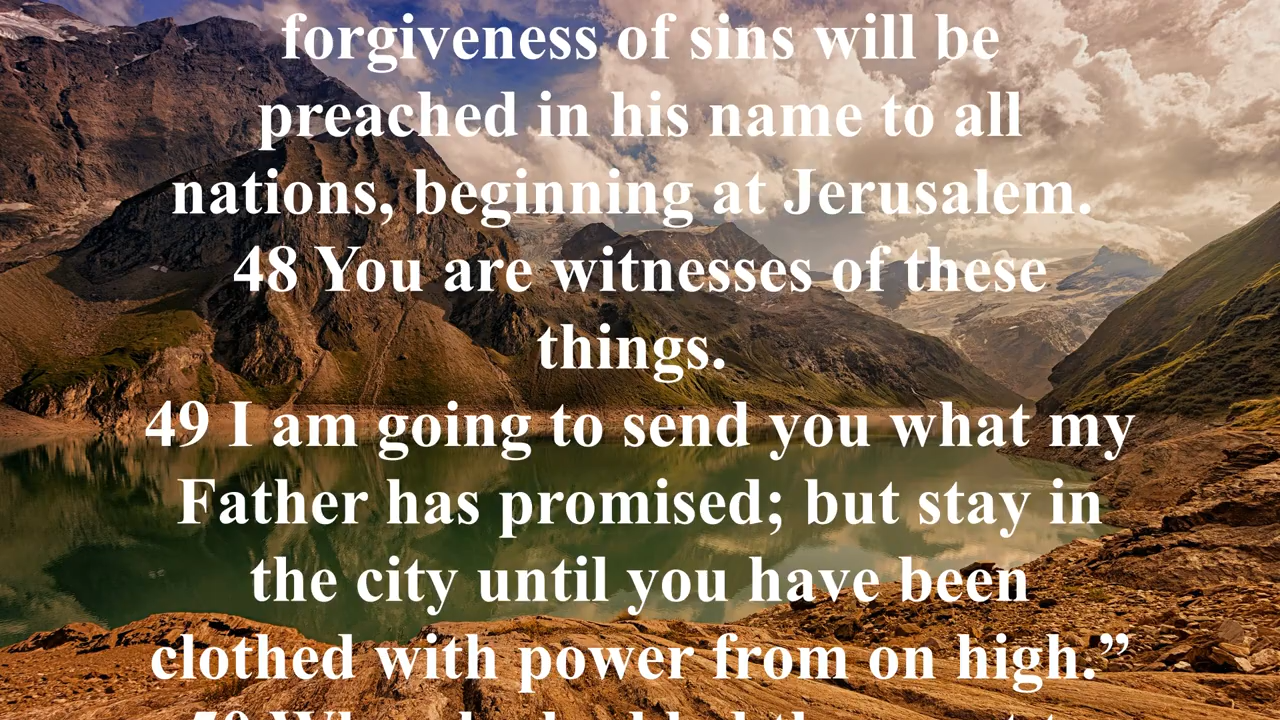 forgiveness of sins will be
preached in his name to all
nations, beginning at Jerusalem.
48 You are witnesses of these
things.
49 I am going to send you what my
Father has promised; but stay in
the city until you have been
clothed with power from on high.”